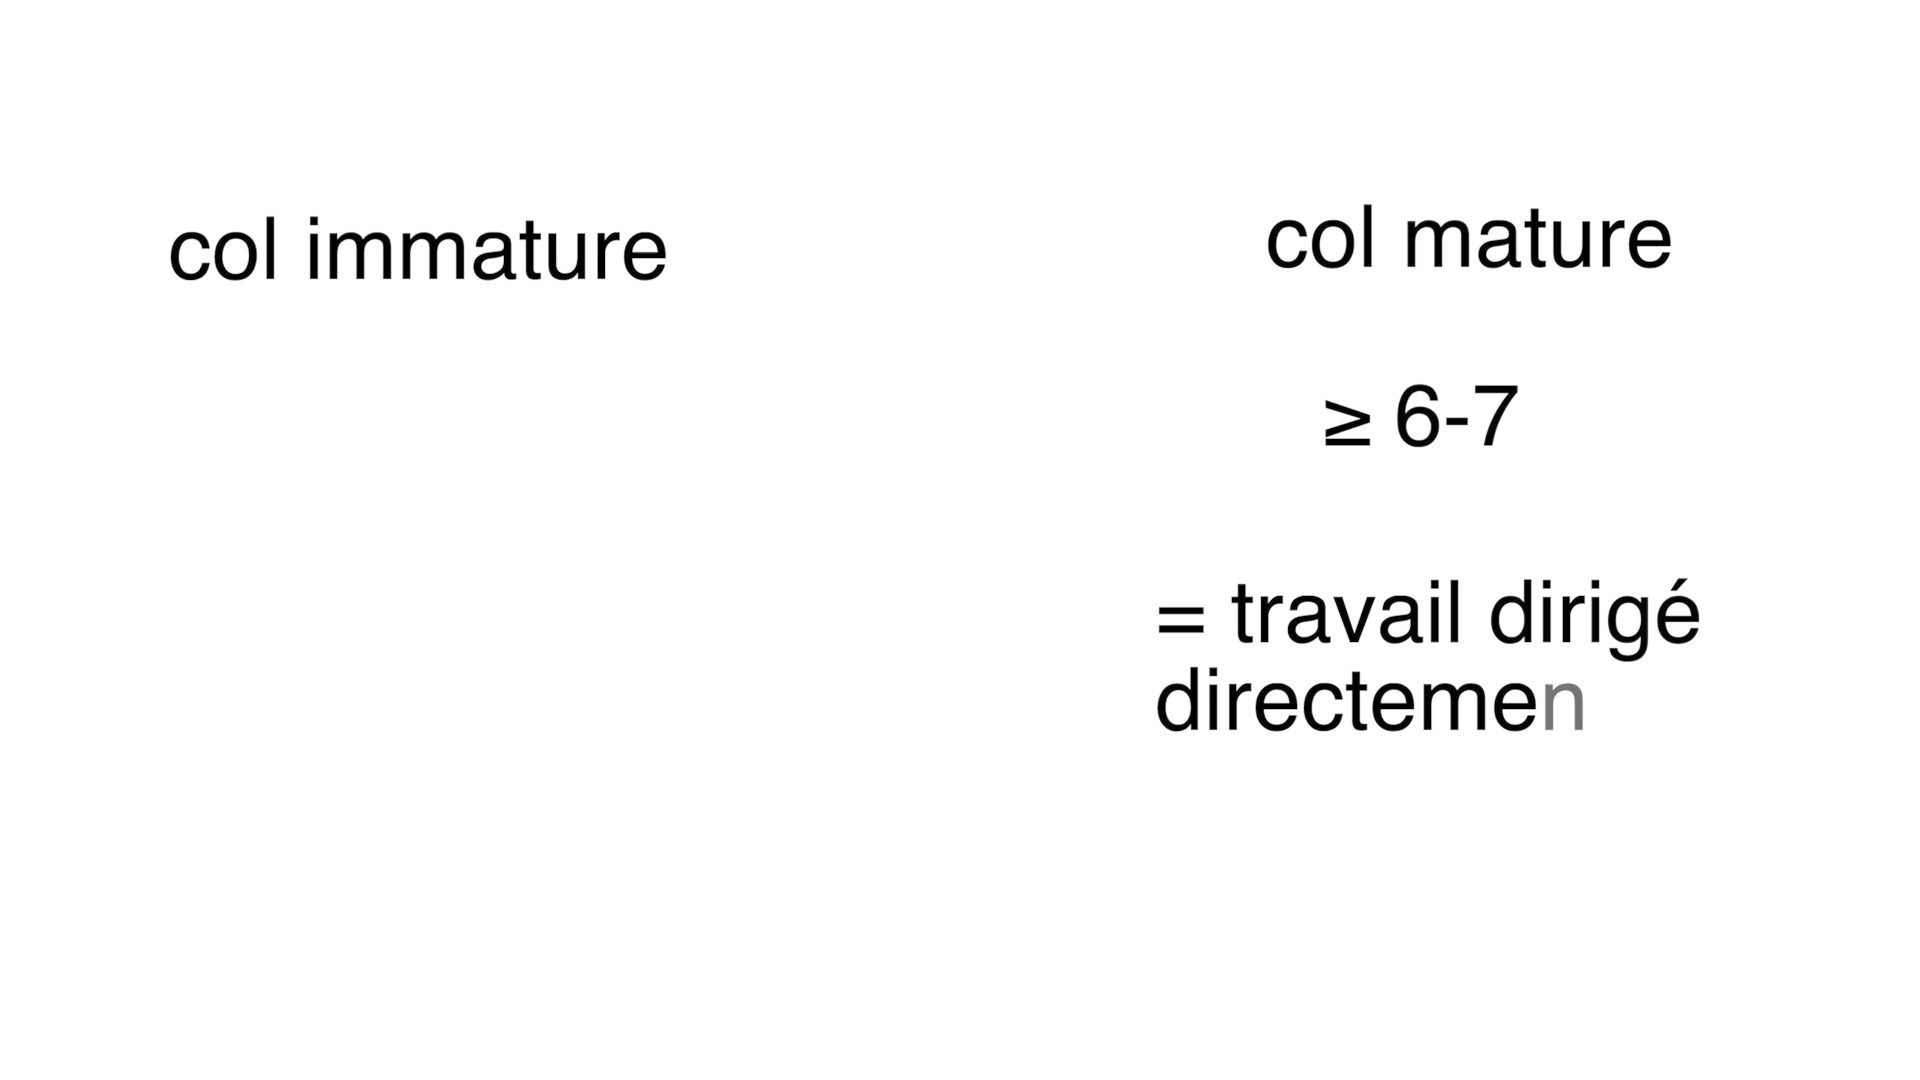 col immature
col mature
≥ 6-7
= travail dirigé
directemen